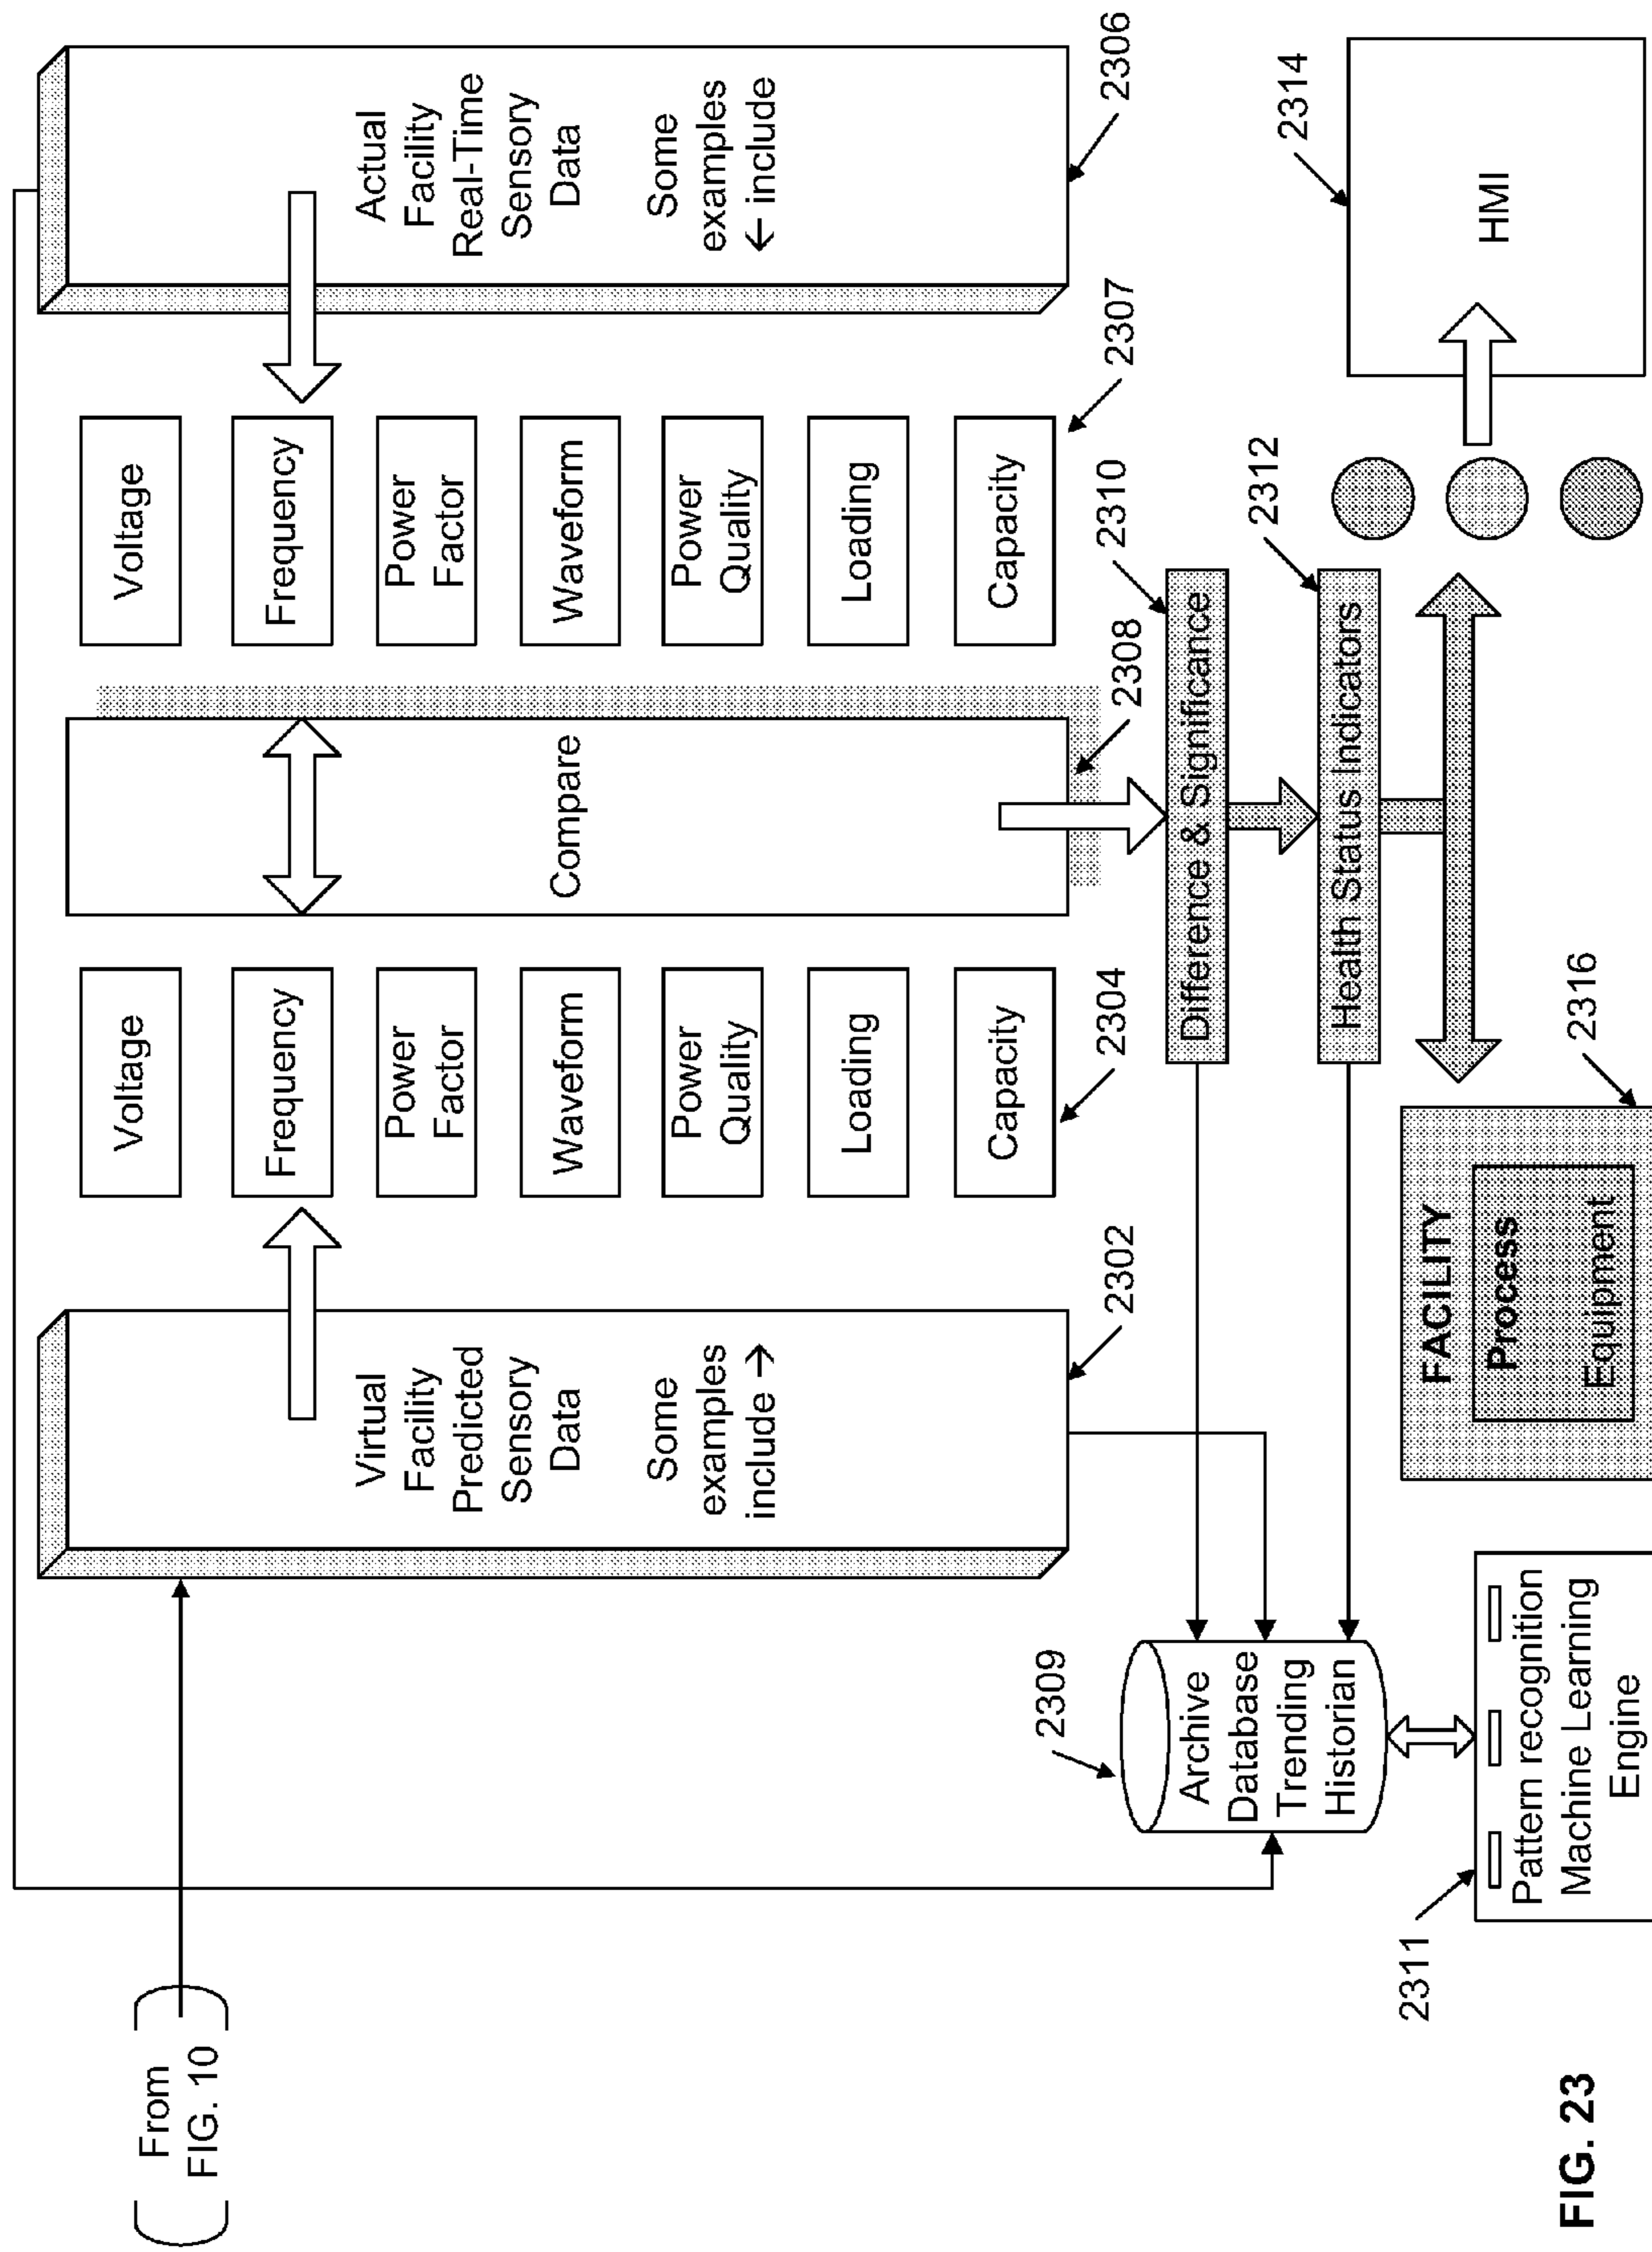 From
FIG. 10
Virtual
Facility
Predicted
Sensory
Data
Some
examples
include →
2302
Voltage
Frequency
Power
Factor
Waveform
Power
Quality
Loading
Capacity
2304
Compare
2308
Voltage
Frequency
Power
Factor
Waveform
Power
Quality
Loading
Capacity
2307
Actual
Facility
Real-Time
Sensory
Data
Some
examples
← include
2306
2309
Archive
Database
Trending
Historian
Difference & Significance
2310
Health Status Indicators
2312
2311
Pattern recognition
Machine Learning
Engine
FACILITY
Process
Equipment
2316
HMI
2314
FIG. 23